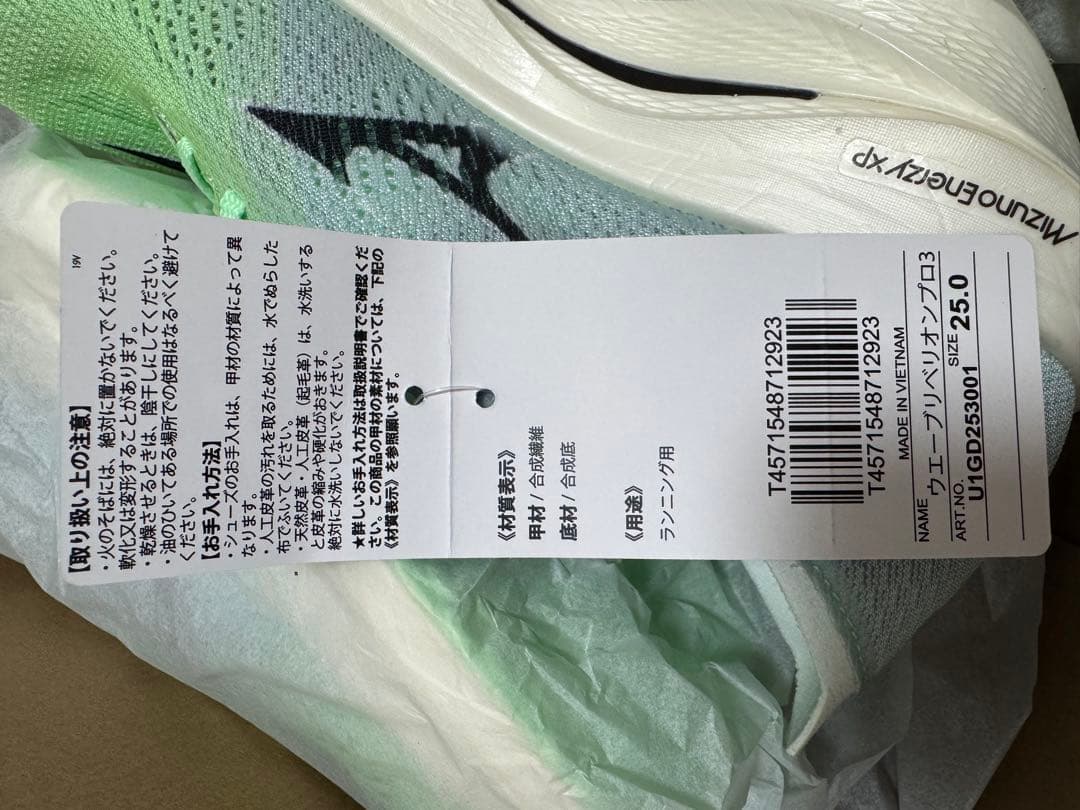 19V
【取り扱い上の注意】
・火のそばには、絶対に置かないでください。
軟化又は変形することがあります。
・乾燥させるときは、陰干しにしてください。
・油のひいてある場所での使用はなるべく避けて
ください。
【お手入れ方法】
・シューズのお手入れは、甲材の材質によって異
なります。
・人工皮革の汚れを取るためには、水でぬらした
布でふいてください。
・天然皮革・人工皮革（起毛革）は、水洗いする
と皮革の縮みや硬化がおきます。
絶対に水洗いしないでください。
★詳しいお手入れ方法は取扱説明書でご確認くだ
さい。この商品の用材の素材については、下記の
《材質表示》を参照願います。
《材質表示》
甲材 / 合成繊維
底材 / 合成底
《用途》
ランニング用
T4571548712923
T4571548712923
MADE IN VIETNAM
NAME
ウエーブリベリオンプロ3
ART.NO.
U1GD253001
SIZE 25.0
MizunoEnerzy XP